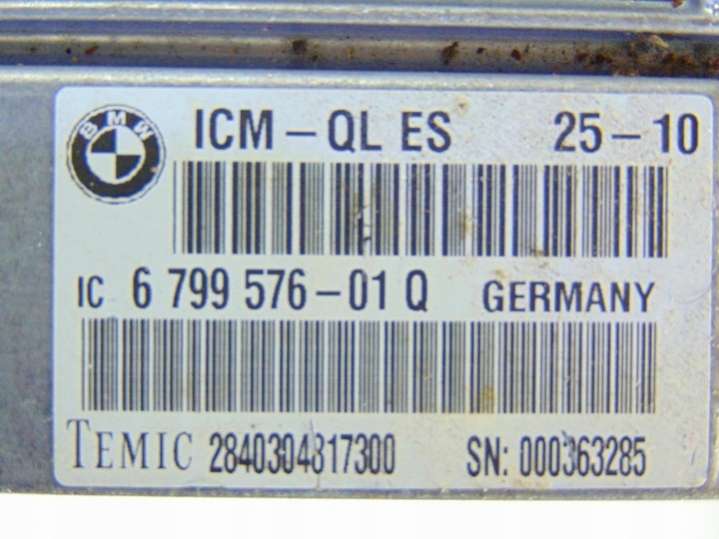 BMW
ICM – QL ES 25 – 10
IC 6 799 576 – 01 Q GERMANY
TEMIC 2840304817300 SN: 000363285